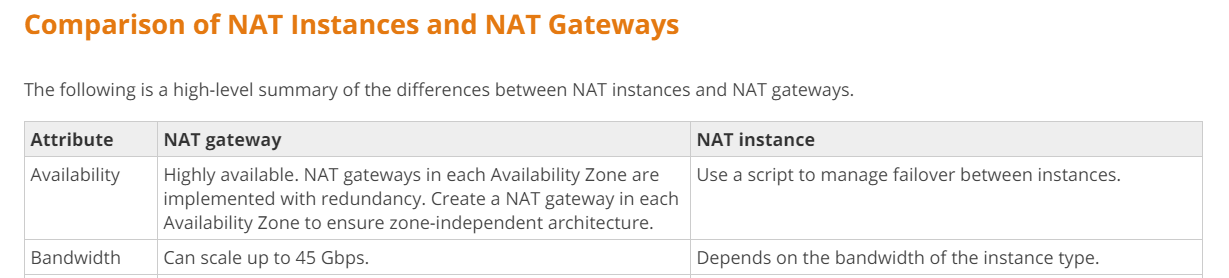 Comparison of NAT Instances and NAT Gateways
The following is a high-level summary of the differences between NAT instances and NAT gateways.
Attribute NAT gateway NAT instance
Availability Highly available. NAT gateways in each Availability Zone are Use a script to manage failover between instances.
implemented with redundancy. Create a NAT gateway in each
Availability Zone to ensure zone-independent architecture.
Bandwidth Can scale up to 45 Gbps. Depends on the bandwidth of the instance type.